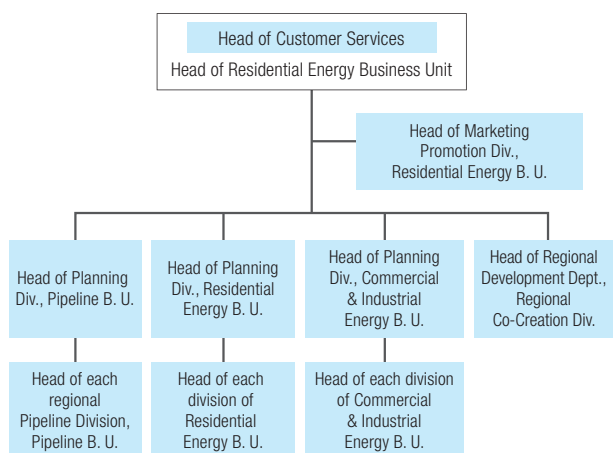 Head of Customer Services
Head of Residential Energy Business Unit
Head of Marketing
Promotion Div.,
Residential Energy B. U.
Head of Planning
Div., Pipeline B. U.
Head of Planning
Div., Residential
Energy B. U.
Head of Planning
Div., Commercial
& Industrial
Energy B. U.
Head of Regional
Development Dept.,
Regional
Co-Creation Div.
Head of each
regional
Pipeline Division,
Pipeline B. U.
Head of each
division of
Residential
Energy B. U.
Head of each division
of Commercial
& Industrial
Energy B. U.